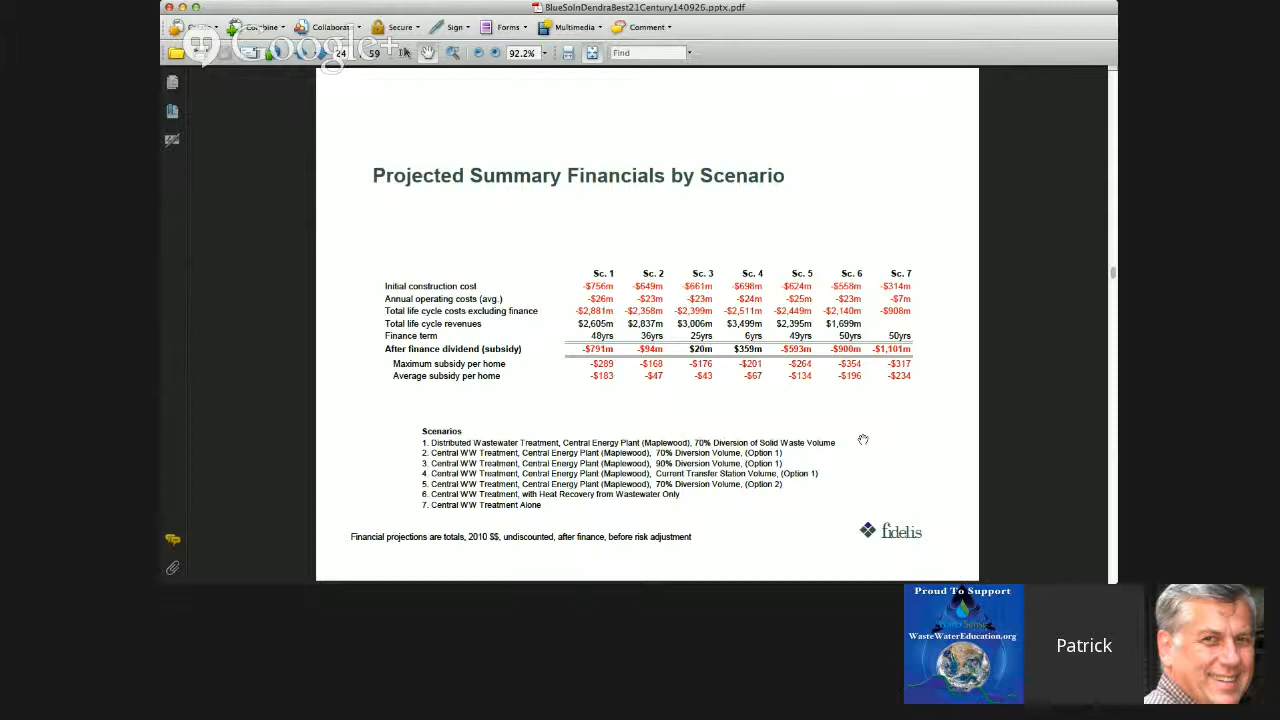 BlueSolnDendraBest21Century140926.pptx.pdf
Combine
Collaborate
Secure
Sign
Forms
Multimedia
Comment
Google+
24
59
92.2%
Find
Projected Summary Financials by Scenario
Sc. 1 Sc. 2 Sc. 3 Sc. 4 Sc. 5 Sc. 6 Sc. 7
Initial construction cost -$756m -$649m -$661m -$698m -$624m -$558m -$314m
Annual operating costs (avg.) -$26m -$23m -$23m -$24m -$25m -$23m -$7m
Total life cycle costs excluding finance -$2,881m -$2,358m -$2,399m -$2,511m -$2,449m -$2,140m -$908m
Total life cycle revenues $2,605m $2,837m $3,006m $3,499m $2,395m $1,699m
Finance term 48yrs 36yrs 25yrs 6yrs 49yrs 50yrs 50yrs
After finance dividend (subsidy) -$791m -$94m $20m $359m -$593m -$900m -$1,101m
Maximum subsidy per home -$289 -$168 -$176 -$201 -$264 -$354 -$317
Average subsidy per home -$183 -$47 -$43 -$67 -$134 -$196 -$234
Scenarios
1. Distributed Wastewater Treatment, Central Energy Plant (Maplewood), 70% Diversion of Solid Waste Volume
2. Central WW Treatment, Central Energy Plant (Maplewood), 70% Diversion Volume, (Option 1)
3. Central WW Treatment, Central Energy Plant (Maplewood), 90% Diversion Volume, (Option 1)
4. Central WW Treatment, Central Energy Plant (Maplewood), Current Transfer Station Volume, (Option 1)
5. Central WW Treatment, Central Energy Plant (Maplewood), 70% Diversion Volume, (Option 2)
6. Central WW Treatment, with Heat Recovery from Wastewater Only
7. Central WW Treatment Alone
Financial projections are totals, 2010 $$, undiscounted, after finance, before risk adjustment
fidelis
Proud To Support
WasteWaterEducation.org
Patrick